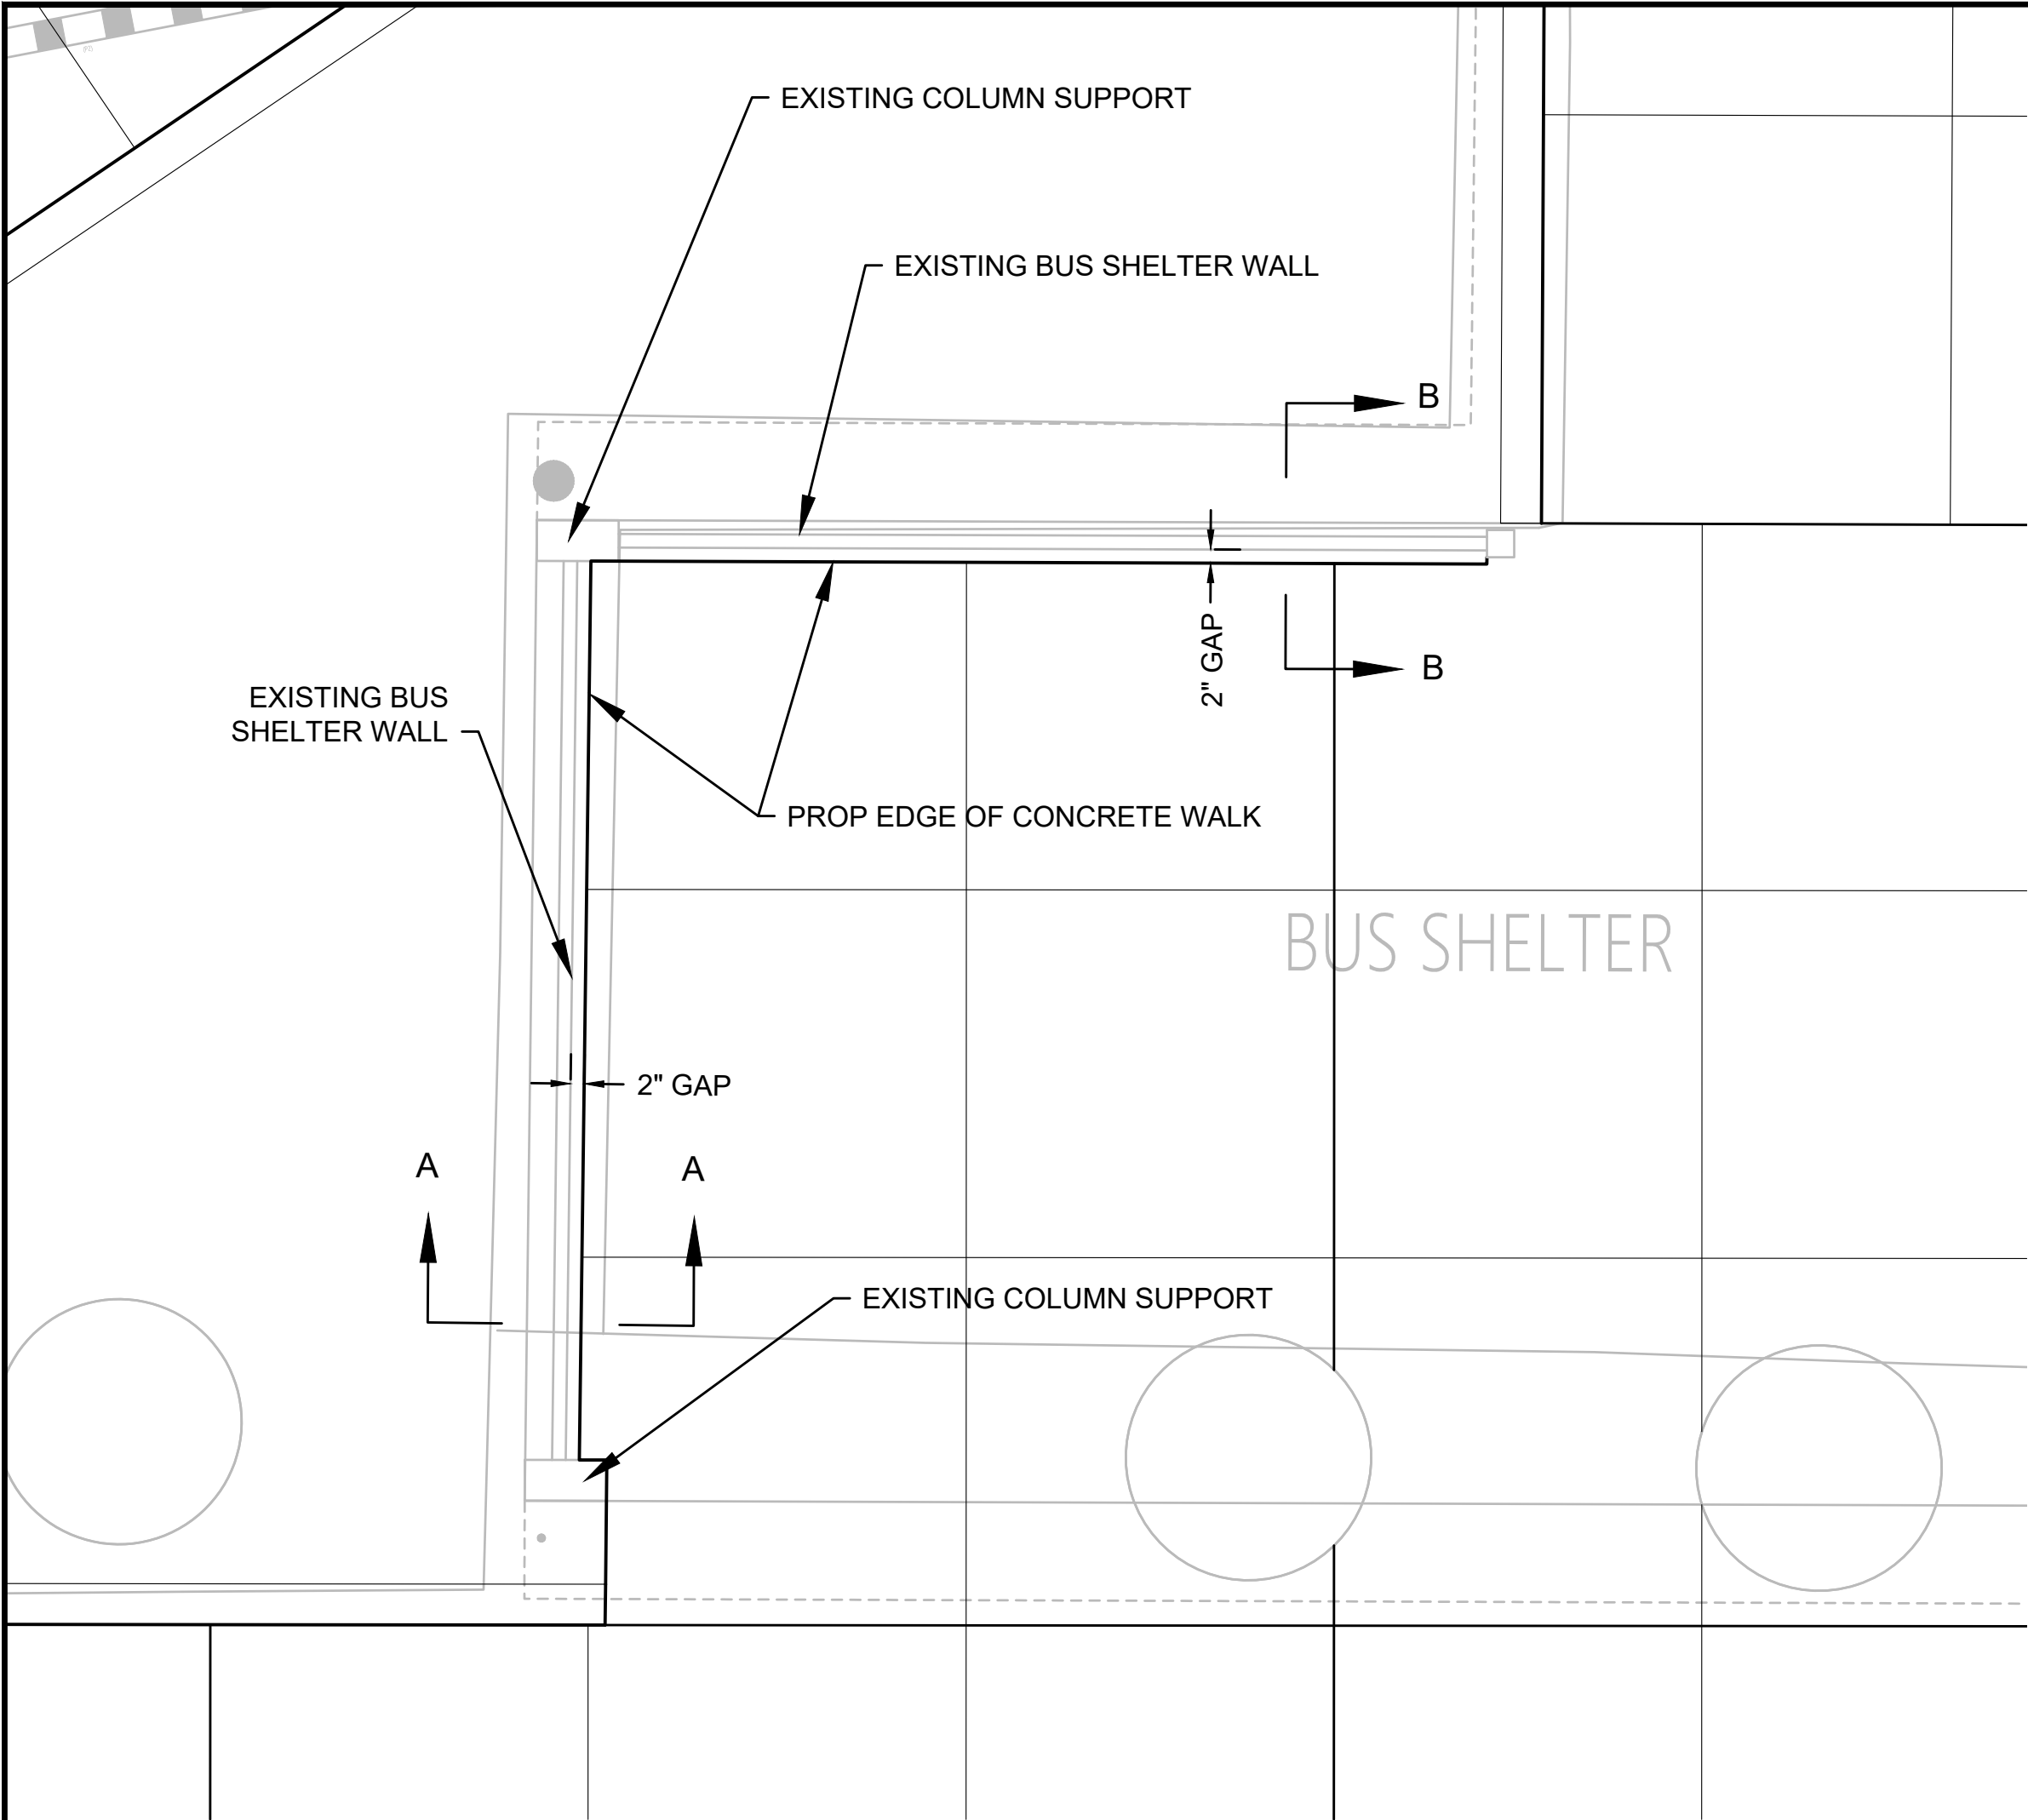 EXISTING COLUMN SUPPORT
EXISTING BUS SHELTER WALL
B
2" GAP
B
EXISTING BUS
SHELTER WALL
PROP EDGE OF CONCRETE WALK
BUS SHELTER
2" GAP
A
A
EXISTING COLUMN SUPPORT